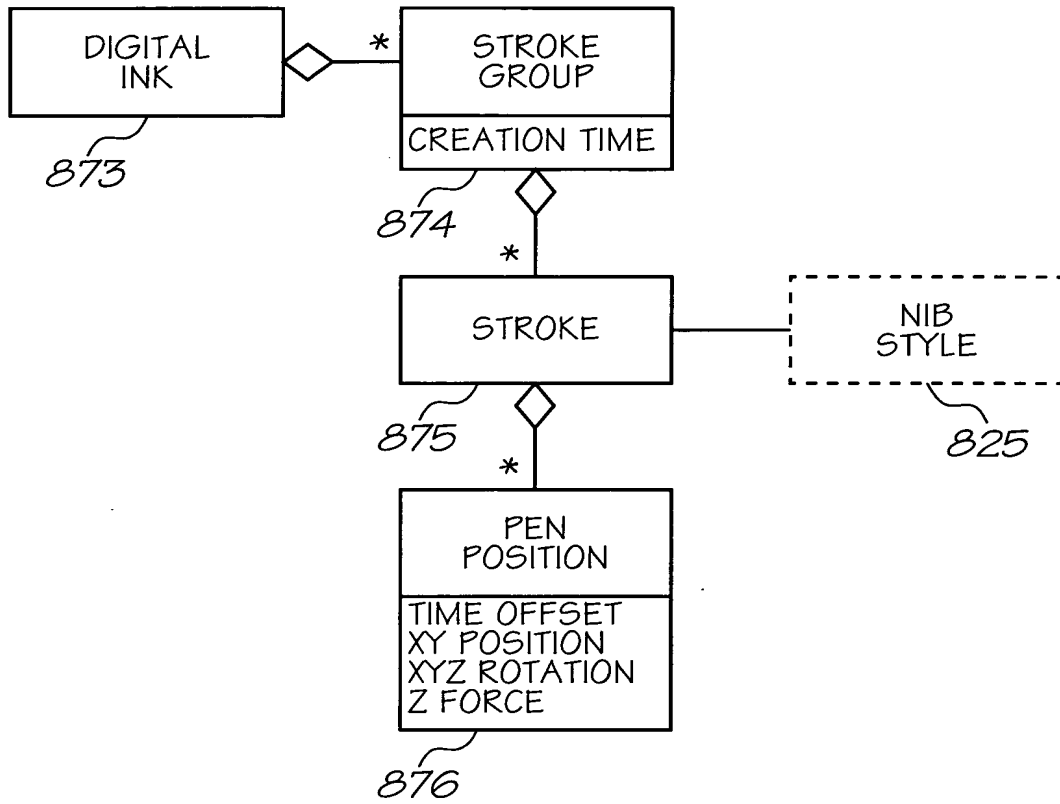 DIGITAL
INK
*
STROKE
GROUP
CREATION TIME
873
874
*
STROKE
NIB
STYLE
875
825
*
PEN
POSITION
TIME OFFSET
XY POSITION
XYZ ROTATION
Z FORCE
876